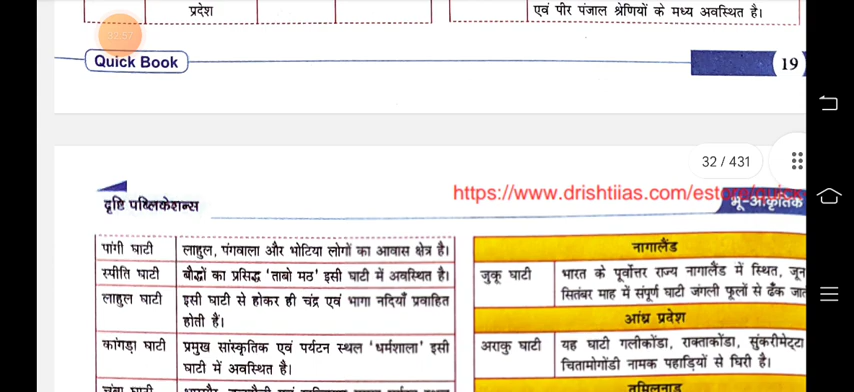 प्रदेश
एवं पीर पंजाल श्रेणियों के मध्य अवस्थित है।
32:57
Quick Book
19
32 / 431
https://www.drishtiias.com/est
दृष्टि पब्लिकेशन्स
भू-आकृतिक
पांगी घाटी लाहुल, पंगवाला और भोटिया लोगों का आवास क्षेत्र है।
स्पीति घाटी बौद्धों का प्रसिद्ध 'ताबो मठ' इसी घाटी में अवस्थित है।
लाहुल घाटी इसी घाटी से होकर ही चंद्र एवं भागा नदियाँ प्रवाहित
होती हैं।
कांगड़ा घाटी प्रमुख सांस्कृतिक एवं पर्यटन स्थल 'धर्मशाला' इसी
घाटी में अवस्थित है।
नागालैंड
जुकू घाटी भारत के पूर्वोत्तर राज्य नागालैंड में स्थित, जून
सितंबर माह में संपूर्ण घाटी जंगली फूलों से ढँक जात
आंध्र प्रदेश
अराकु घाटी यह घाटी गलीकोंडा, राक्ताकोंडा, सुंकरीमेट्टा
चितामोगोंडी नामक पहाड़ियों से घिरी है।
तमिलनाडु